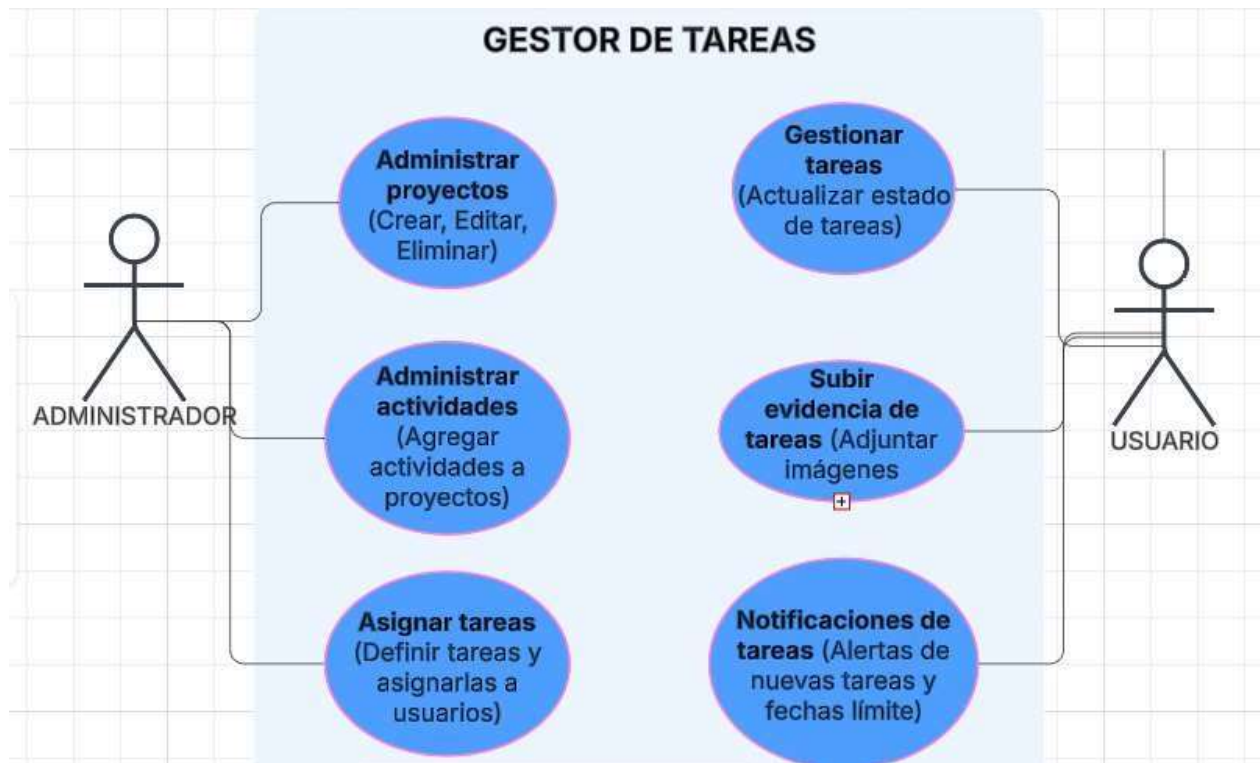 GESTOR DE TAREAS
Administrar
proyectos
(Crear, Editar,
Eliminar)
Gestionar
tareas
(Actualizar estado
de tareas)
ADMINISTRADOR
Administrar
actividades
(Agregar
actividades a
proyectos)
Subir
evidencia de
tareas (Adjuntar
imágenes
USUARIO
Asignar tareas
(Definir tareas y
asignarlas a
usuarios)
Notificaciones de
tareas (Alertas de
nuevas tareas y
fechas límite)